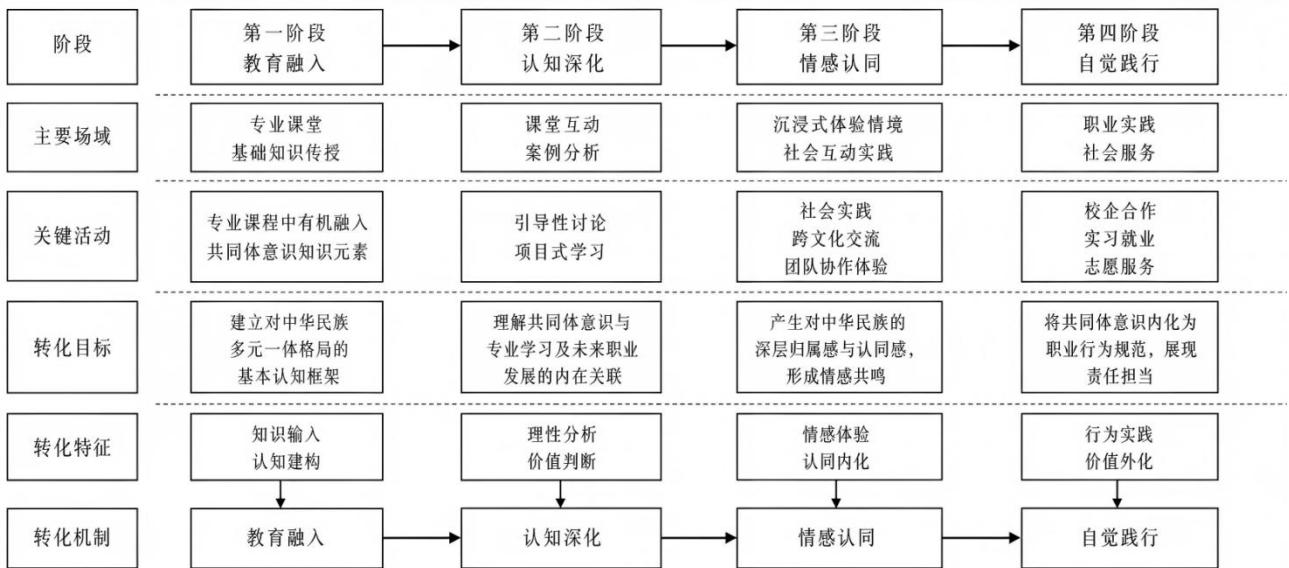 阶段
第一阶段
教育融入
第二阶段
认知深化
第三阶段
情感认同
第四阶段
自觉践行
主要场域
专业课堂
基础知识传授
课堂互动
案例分析
沉浸式体验情境
社会互动实践
职业实践
社会服务
关键活动
专业课程中有机融入
共同体意识知识元素
引导性讨论
项目式学习
社会实践
跨文化交流
团队协作体验
校企合作
实习就业
志愿服务
转化目标
建立对中华民族
多元一体格局的
基本认知框架
理解共同体意识与
专业学习及未来职业
发展的内在关联
产生对中华民族的
深层归属感与认同感，
形成情感共鸣
将共同体意识内化为
职业行为规范，展现
责任担当
转化特征
知识输入
认知建构
理性分析
价值判断
情感体验
认同内化
行为实践
价值外化
转化机制
教育融入
认知深化
情感认同
自觉践行